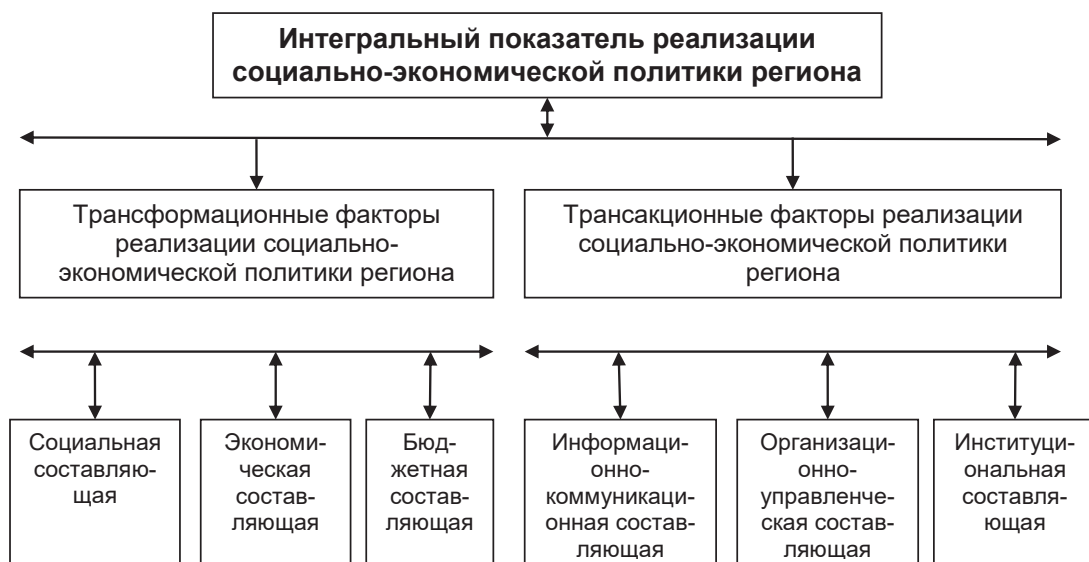 Интегральный показатель реализации
социально-экономической политики региона
Трансформационные факторы
реализации социально-
экономической политики региона
Трансакционные факторы реализации
социально-экономической политики
региона
Социальная
составляю-
щая
Экономи-
ческая
состав-
ляющая
Бюд-
жетная
состав-
ляющая
Информаци-
онно-
коммуникаци-
онная состав-
ляющая
Организаци-
онно-
управленче-
ская состав-
ляющая
Институци-
ональная
составля-
ющая